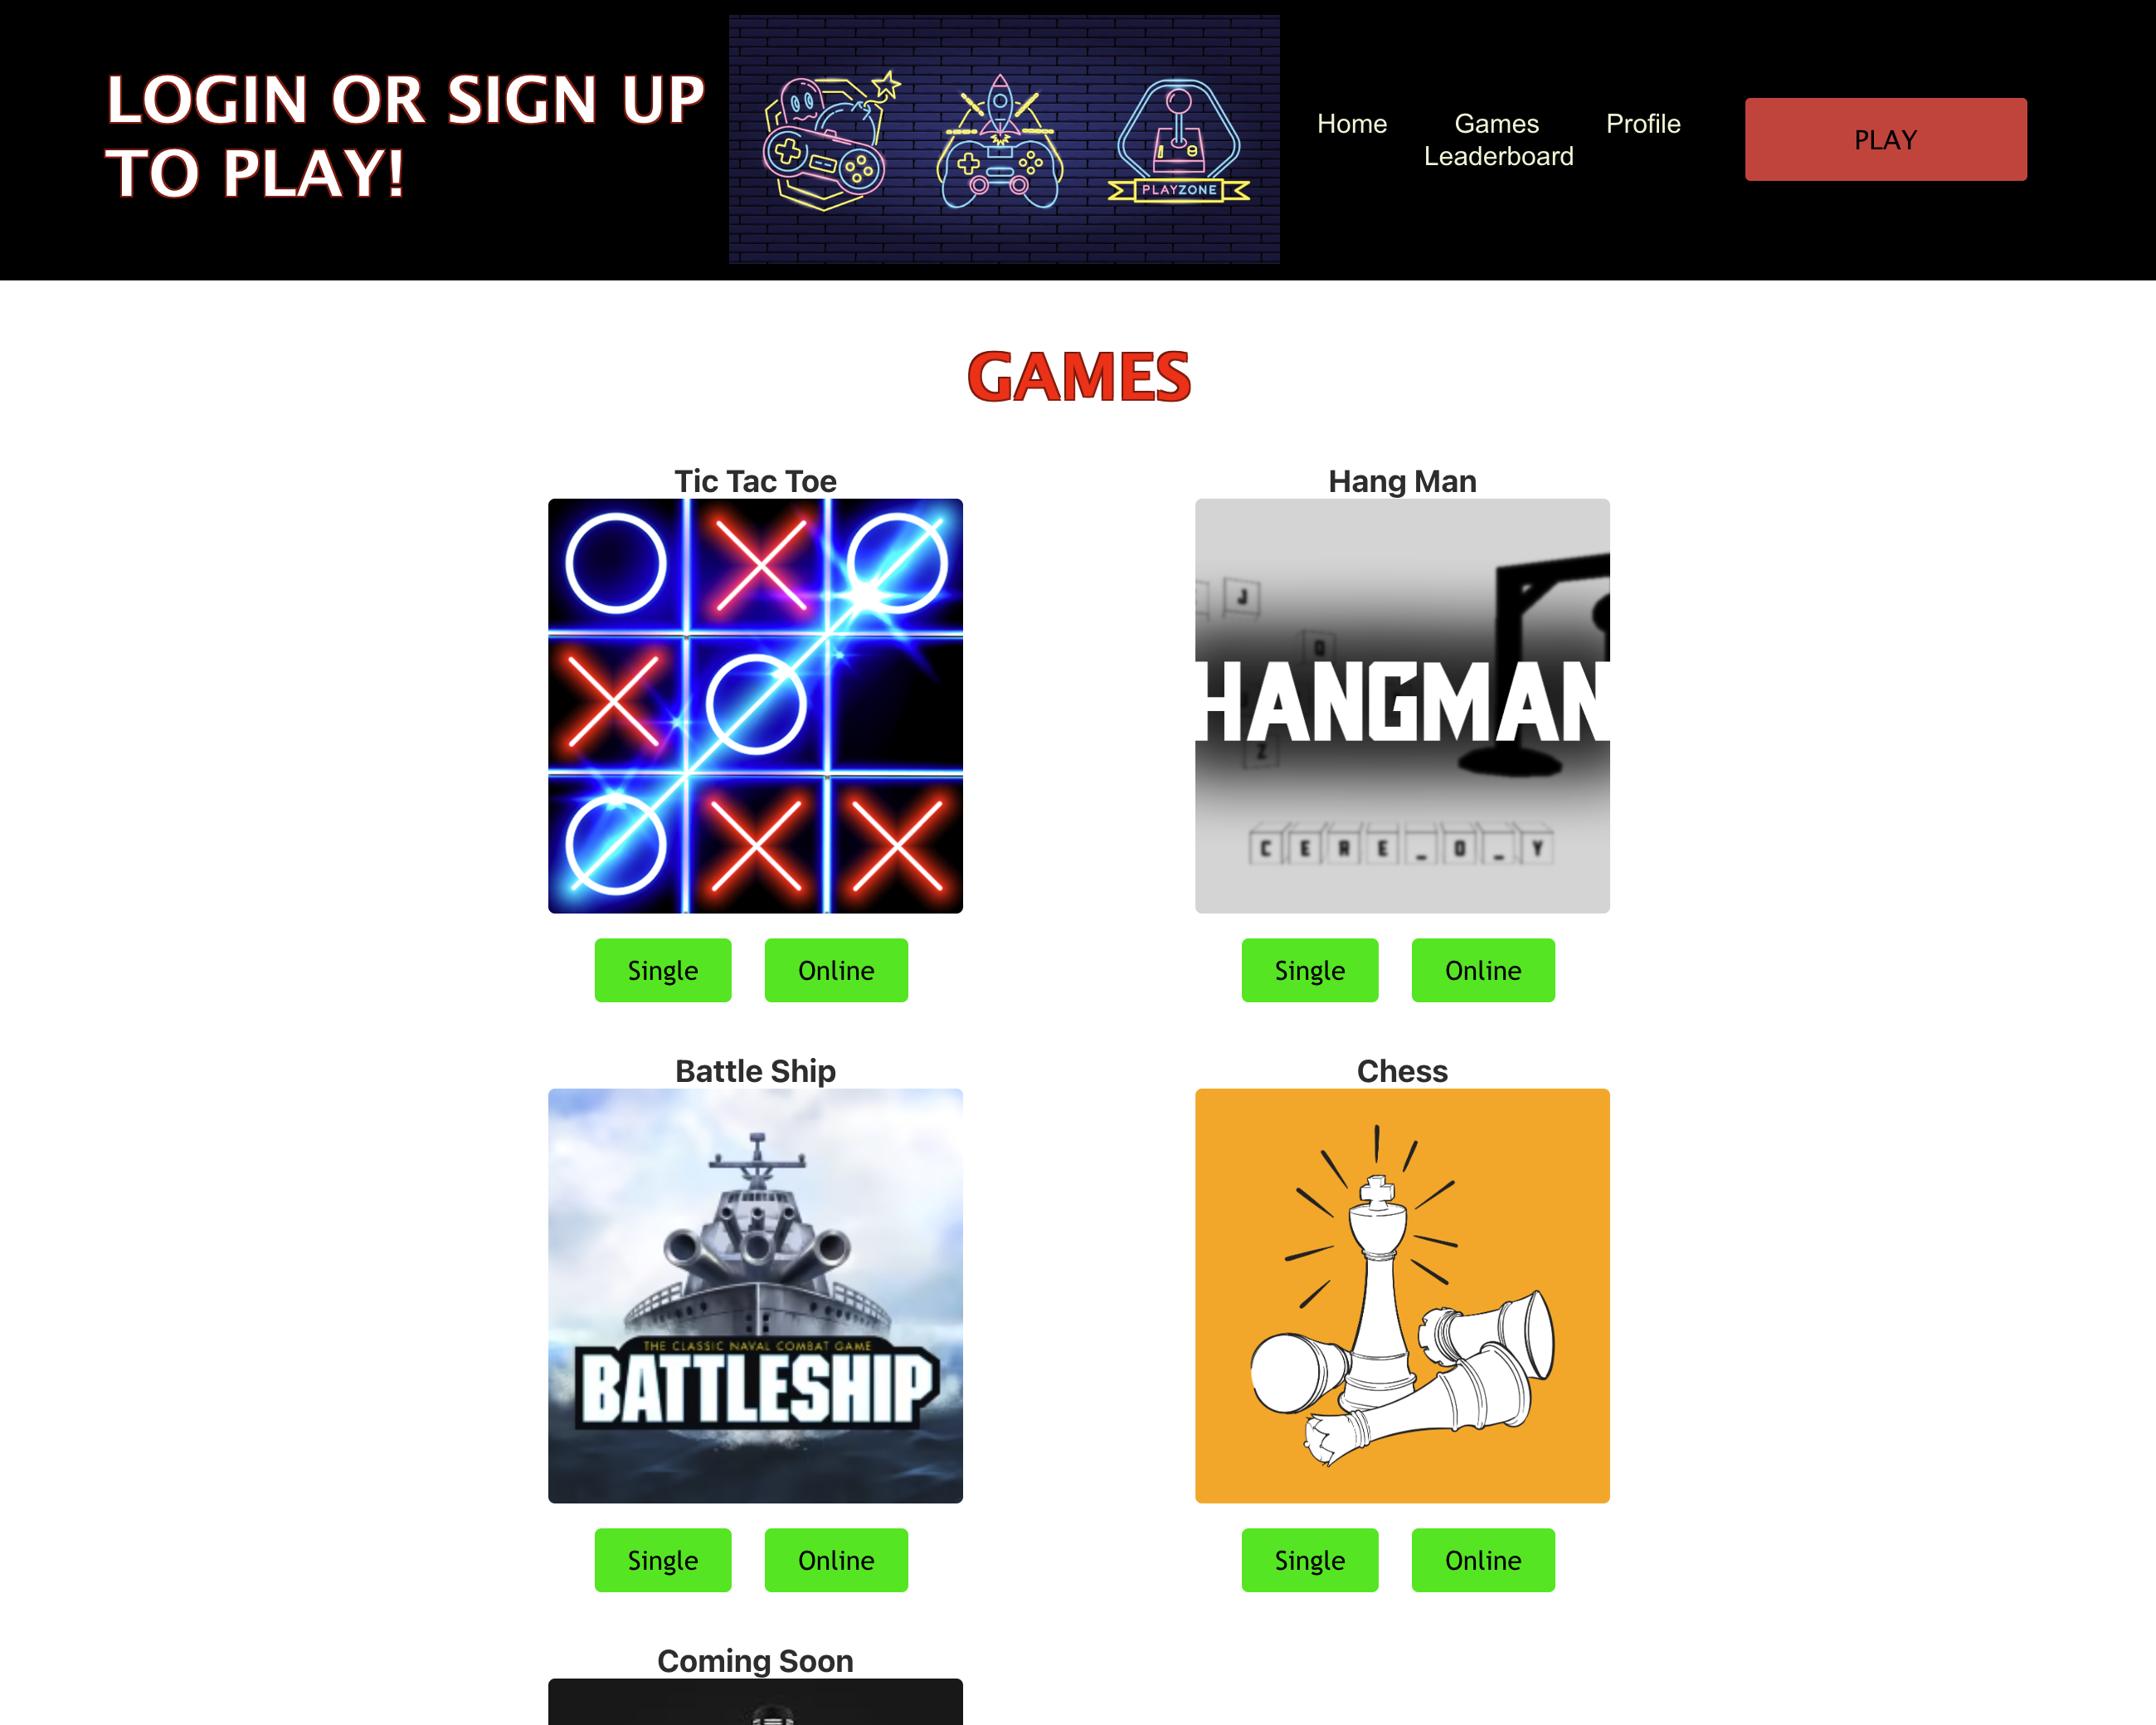 LOGIN OR SIGN UP
TO PLAY!
PLAYZONE
Home Games Profile
Leaderboard
PLAY
GAMES
Tic Tac Toe
Hang Man
J
O
HANGMAN
Z
C E R E _ O _ Y
Single Online
Single Online
Battle Ship
Chess
THE CLASSIC NAVAL COMBAT GAME
BATTLESHIP
Single Online
Single Online
Coming Soon